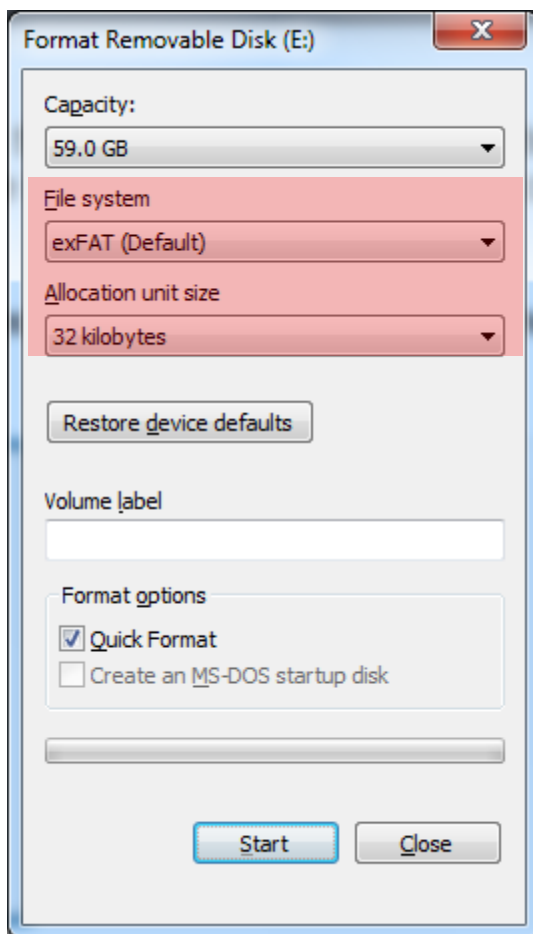 Format Removable Disk (E:)
X
Capacity:
59.0 GB
File system
exFAT (Default)
Allocation unit size
32 kilobytes
Restore device defaults
Volume label
Format options
Quick Format
Create an MS-DOS startup disk
Start
Close